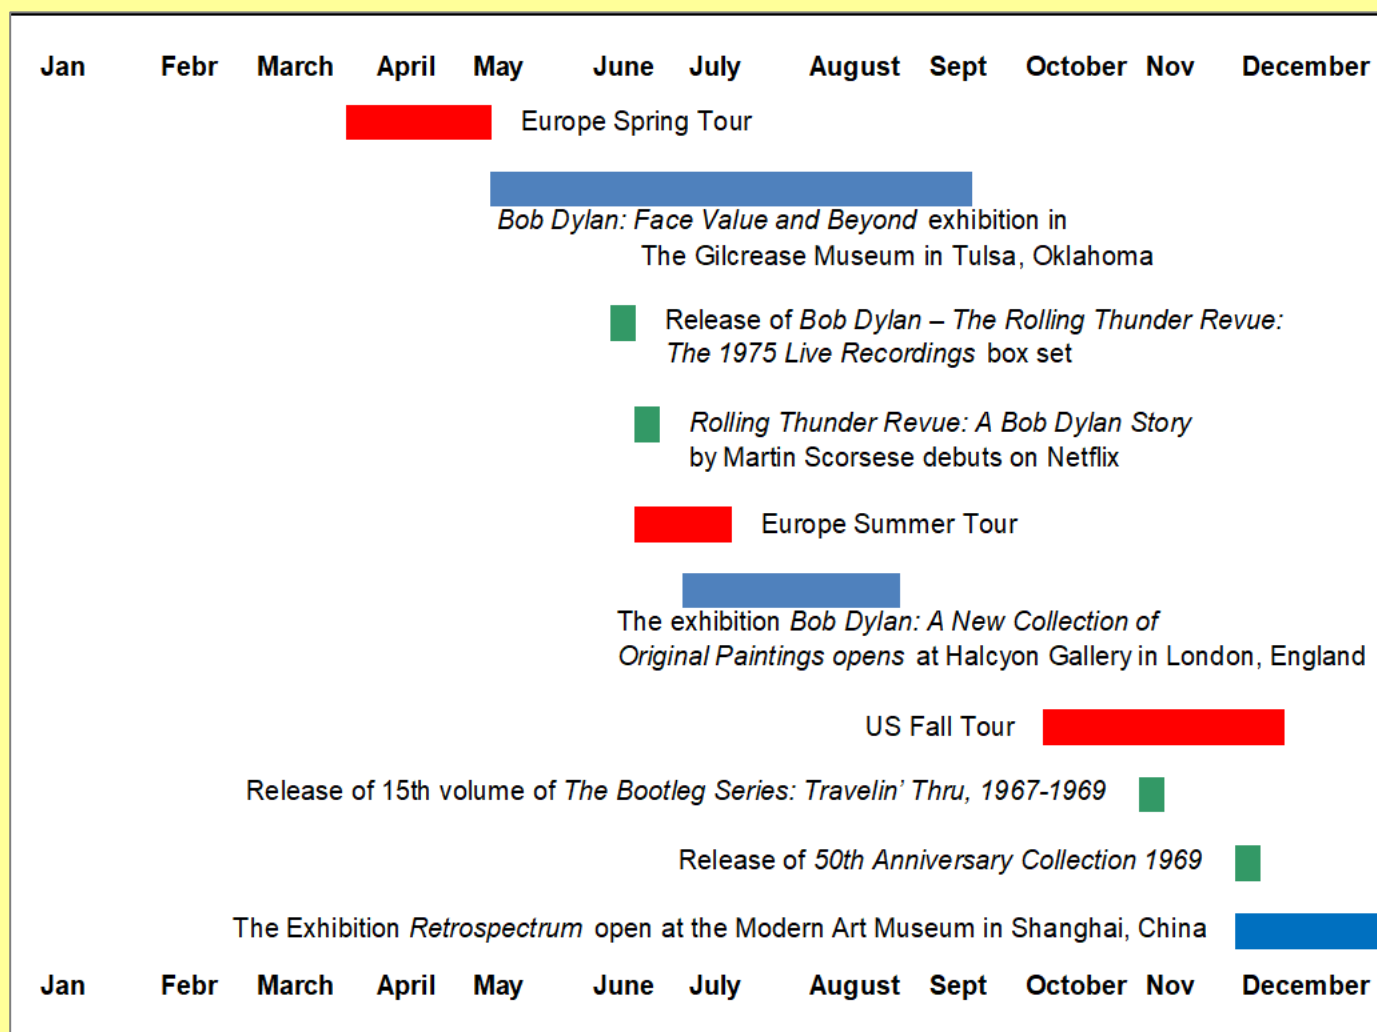 Jan Febr March April May June July August Sept October Nov December
Europe Spring Tour
Bob Dylan: Face Value and Beyond exhibition in
The Gilcrease Museum in Tulsa, Oklahoma
Release of Bob Dylan – The Rolling Thunder Revue:
The 1975 Live Recordings box set
Rolling Thunder Revue: A Bob Dylan Story
by Martin Scorsese debuts on Netflix
Europe Summer Tour
The exhibition Bob Dylan: A New Collection of
Original Paintings opens at Halcyon Gallery in London, England
US Fall Tour
Release of 15th volume of The Bootleg Series: Travelin’ Thru, 1967-1969
Release of 50th Anniversary Collection 1969
The Exhibition Retrospectrum open at the Modern Art Museum in Shanghai, China
Jan Febr March April May June July August Sept October Nov December